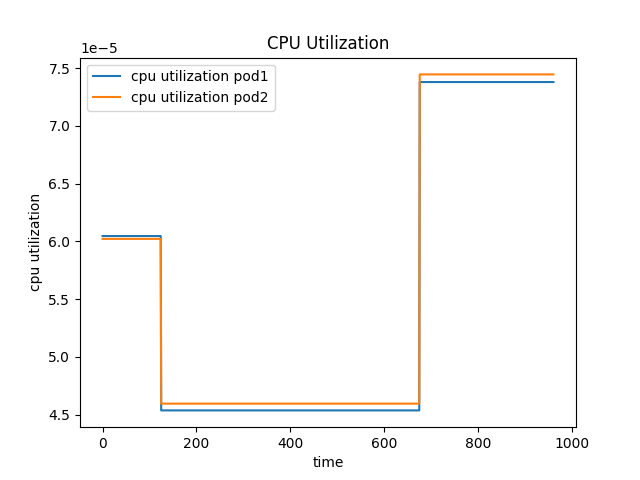 CPU Utilization
1e−5
cpu utilization pod1
cpu utilization pod2
7.5
7.0
6.5
6.0
5.5
5.0
4.5
cpu utilization
0 200 400 600 800 1000
time